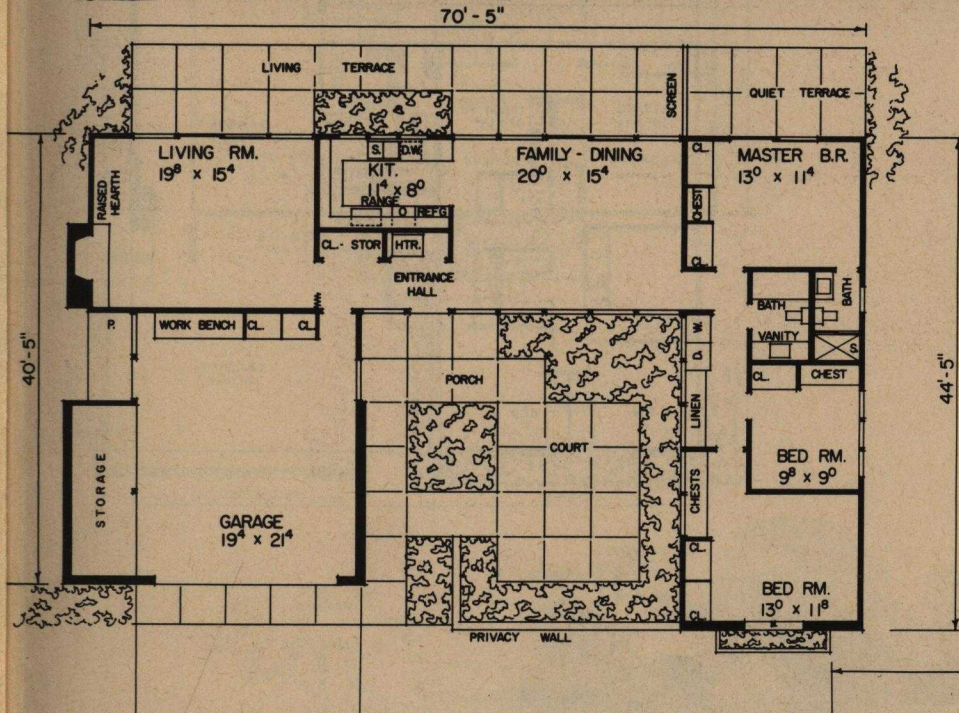 70'-5"
LIVING TERRACE
SCREEN
QUIET TERRACE
LIVING RM.
19⁸ x 15⁴
RAISED HEARTH
S.
D.W.
KIT.
11⁴ x 8⁰
RANGE
O
REFG
CL.-STOR
HTR.
FAMILY-DINING
20⁰ x 15⁴
CL.
CHEST
CL.
MASTER B.R.
13⁰ x 11⁴
ENTRANCE
HALL
BATH
BATH
VANITY
S
P.
WORK BENCH
CL.
CL.
W.
D.
CL.
CHEST
40'-5"
44'-5"
PORCH
LINEN
COURT
BED RM.
9⁸ x 9⁰
STORAGE
GARAGE
19⁴ x 21⁴
CHESTS
CL.
CL.
BED RM.
13⁰ x 11⁸
PRIVACY WALL